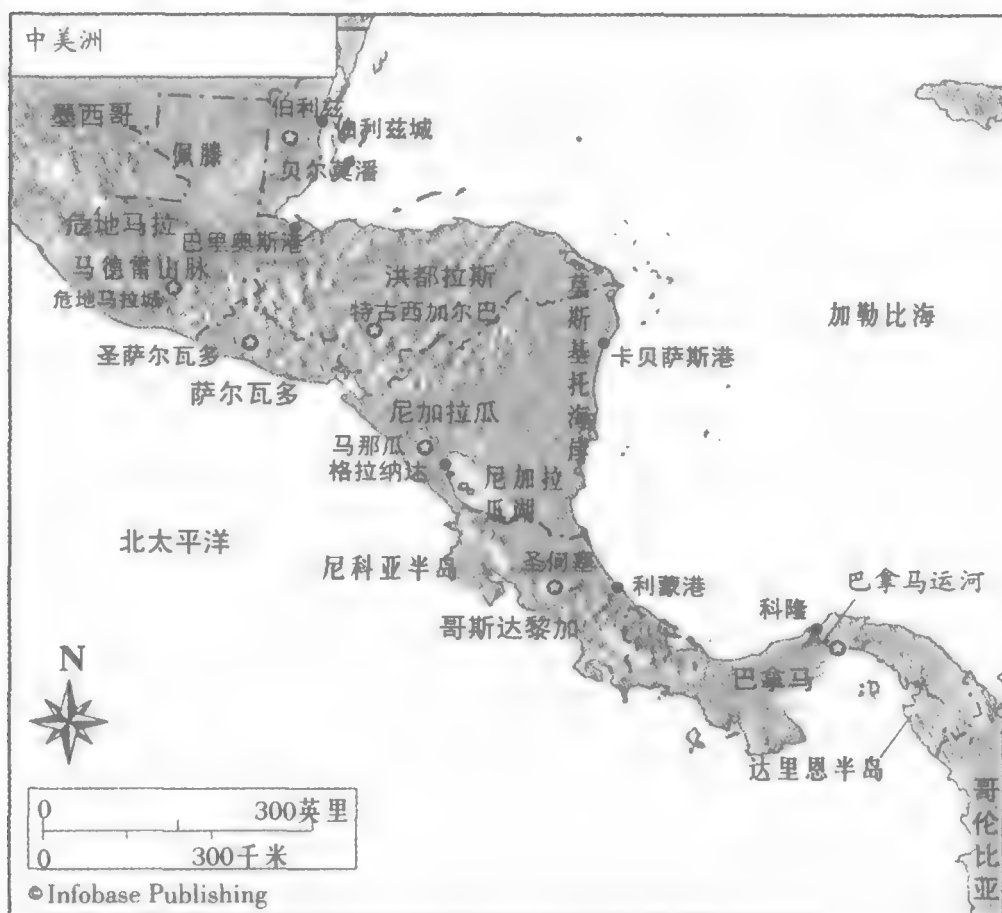 中美洲
墨西哥
佩滕
伯利兹
伯利兹城
贝尔莫潘
危地马拉
巴里奥斯港
马德雷山脉
危地马拉城
洪都拉斯
特古西加尔巴
莫斯基托海岸
加勒比海
卡贝萨斯港
圣萨尔瓦多
萨尔瓦多
尼加拉瓜
马那瓜
格拉纳达
尼加拉
瓜湖
北太平洋
尼科亚半岛
圣何塞
利蒙港
哥斯达黎加
科隆
巴拿马运河
巴拿马
达里恩半岛
哥伦比亚
N
0
300英里
0
300千米
© Infobase Publishing